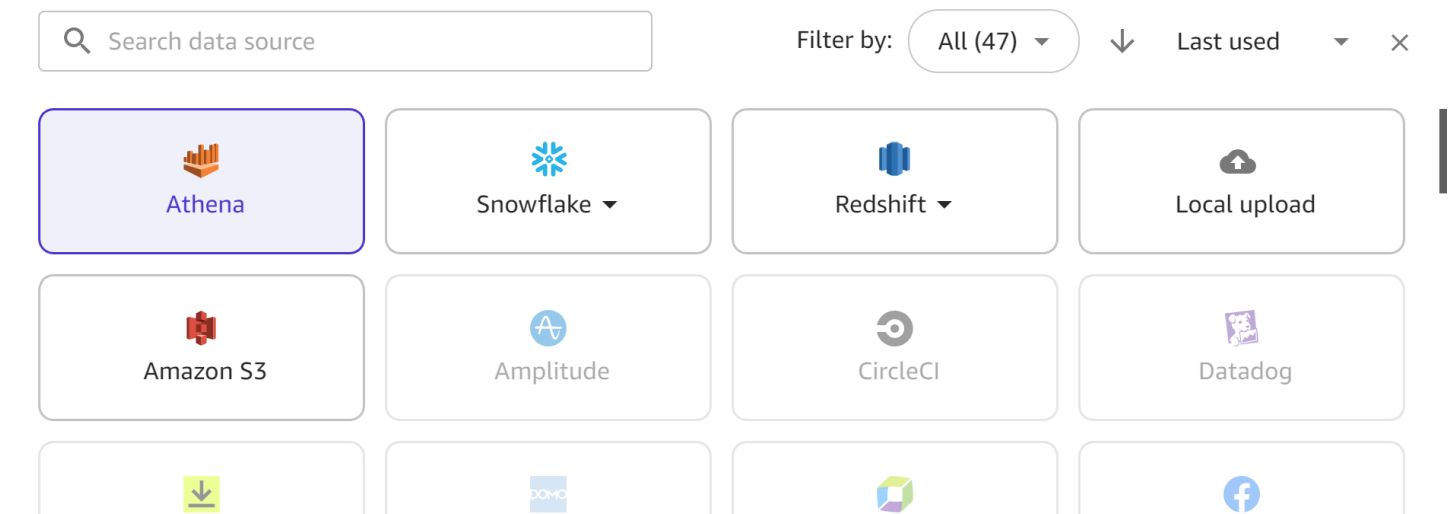 Search data source
Filter by: All (47) Last used
Athena Snowflake Redshift Local upload
Amazon S3 Amplitude CircleCI Datadog
DOMO